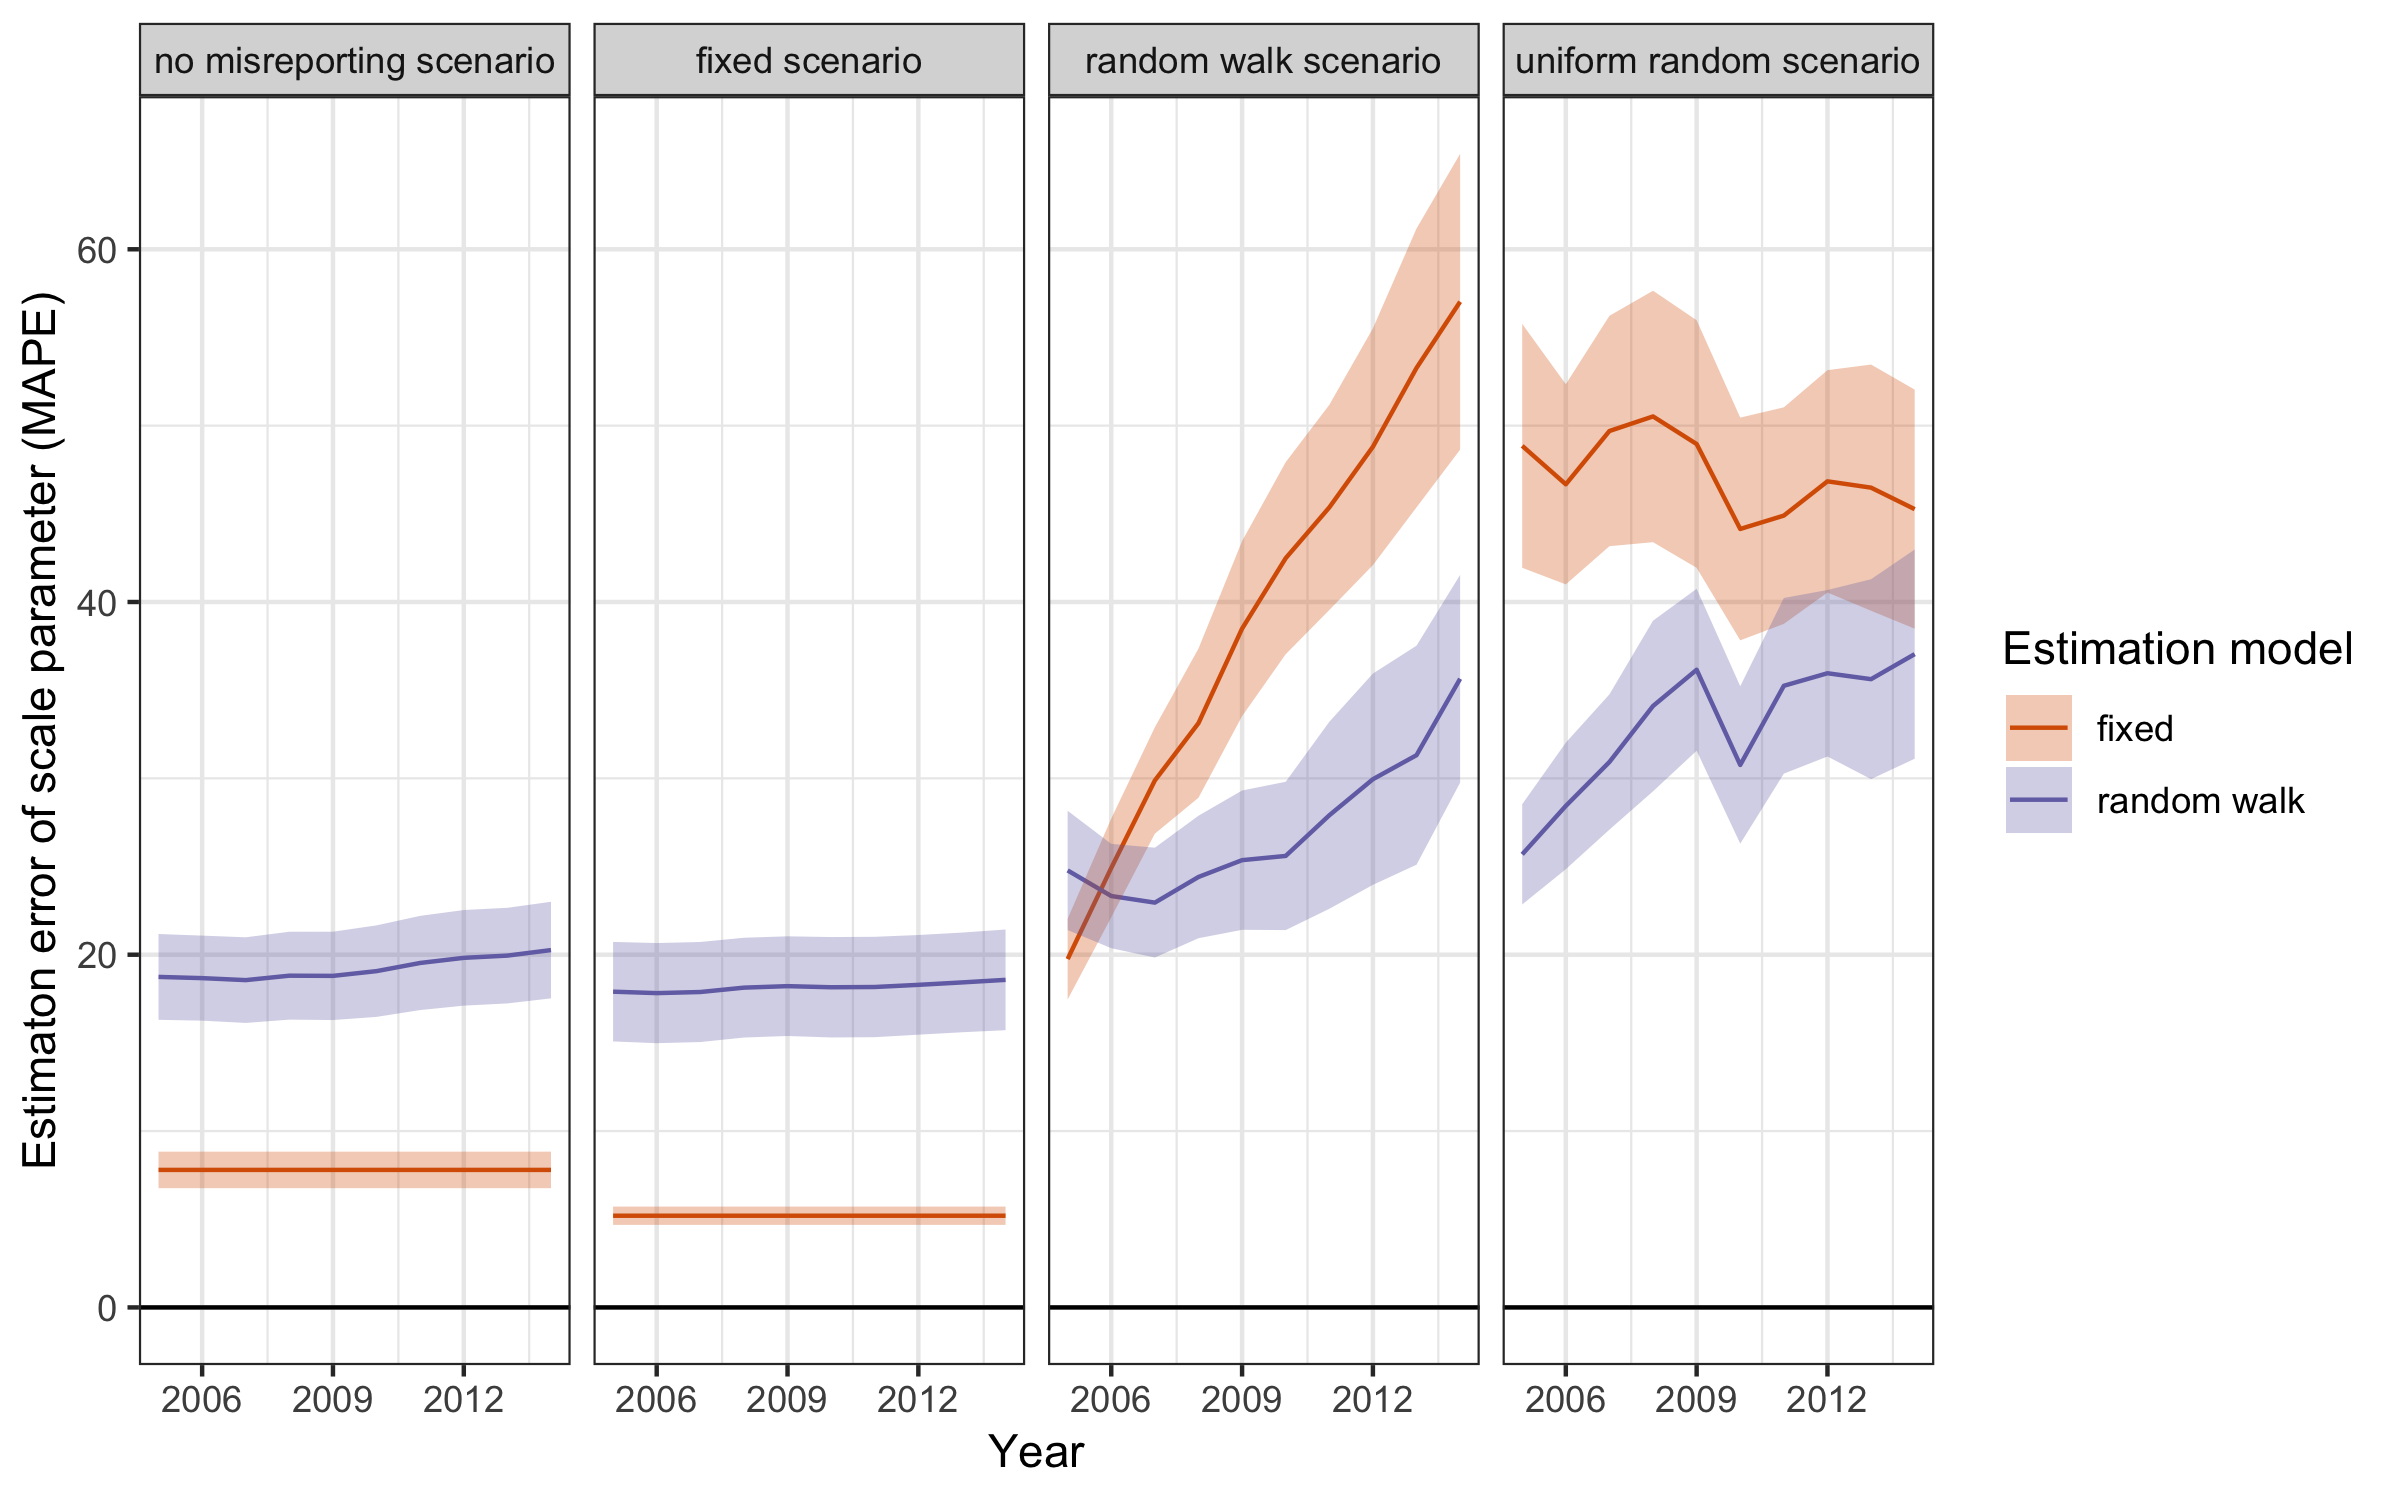 no misreporting scenario
fixed scenario
random walk scenario
uniform random scenario
Estimaton error of scale parameter (MAPE)
60
40
20
0
2006 2009 2012
2006 2009 2012
2006 2009 2012
2006 2009 2012
Year
Estimation model
fixed
random walk